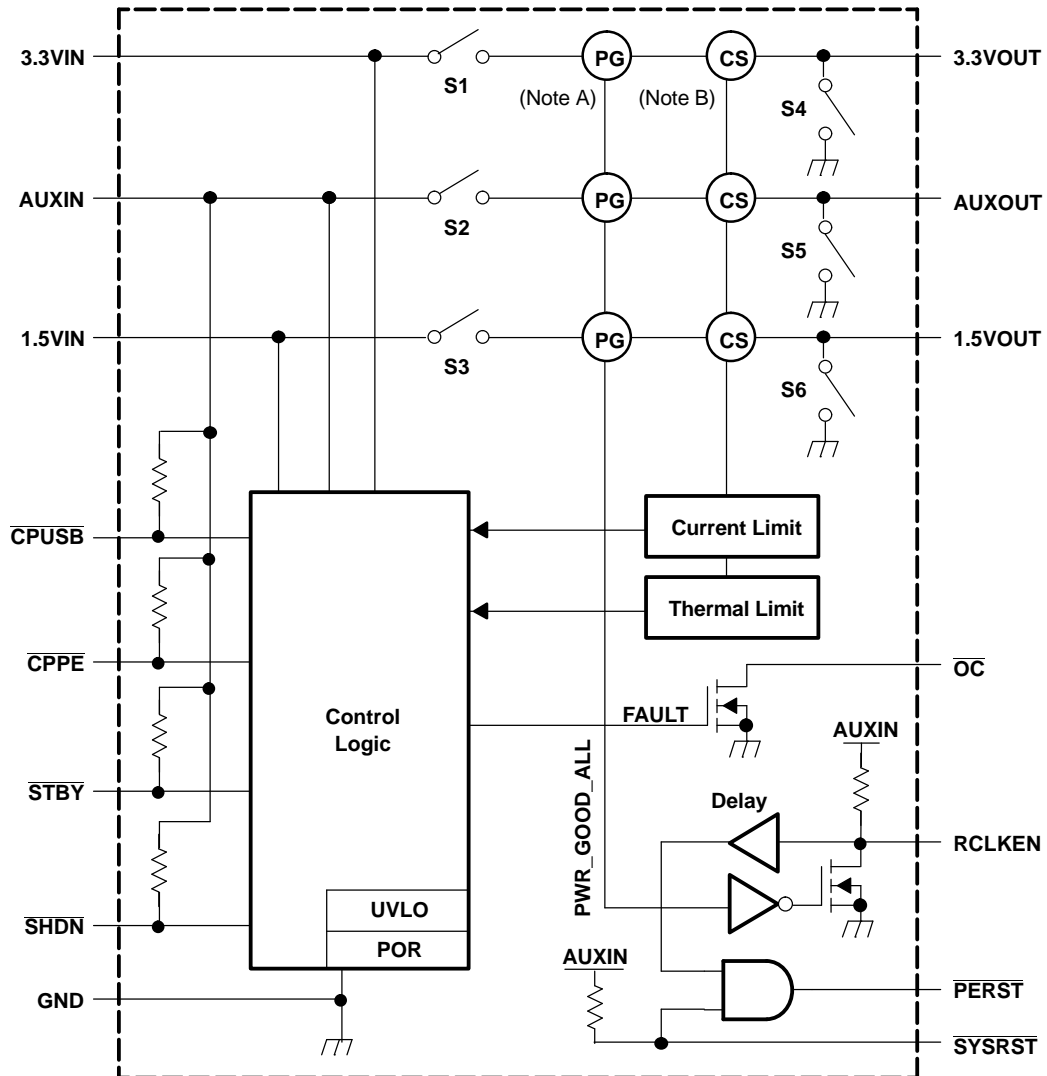 3.3VIN
S1
PG
CS
3.3VOUT
(Note A)
(Note B)
S4
AUXIN
S2
PG
CS
AUXOUT
S5
1.5VIN
S3
PG
CS
1.5VOUT
S6
CPUSB
Current Limit
Thermal Limit
CPPE
OC
Control
Logic
FAULT
AUXIN
PWR_GOOD_ALL
STBY
Delay
RCLKEN
UVLO
SHDN
POR
AUXIN
GND
PERST
SYSRST